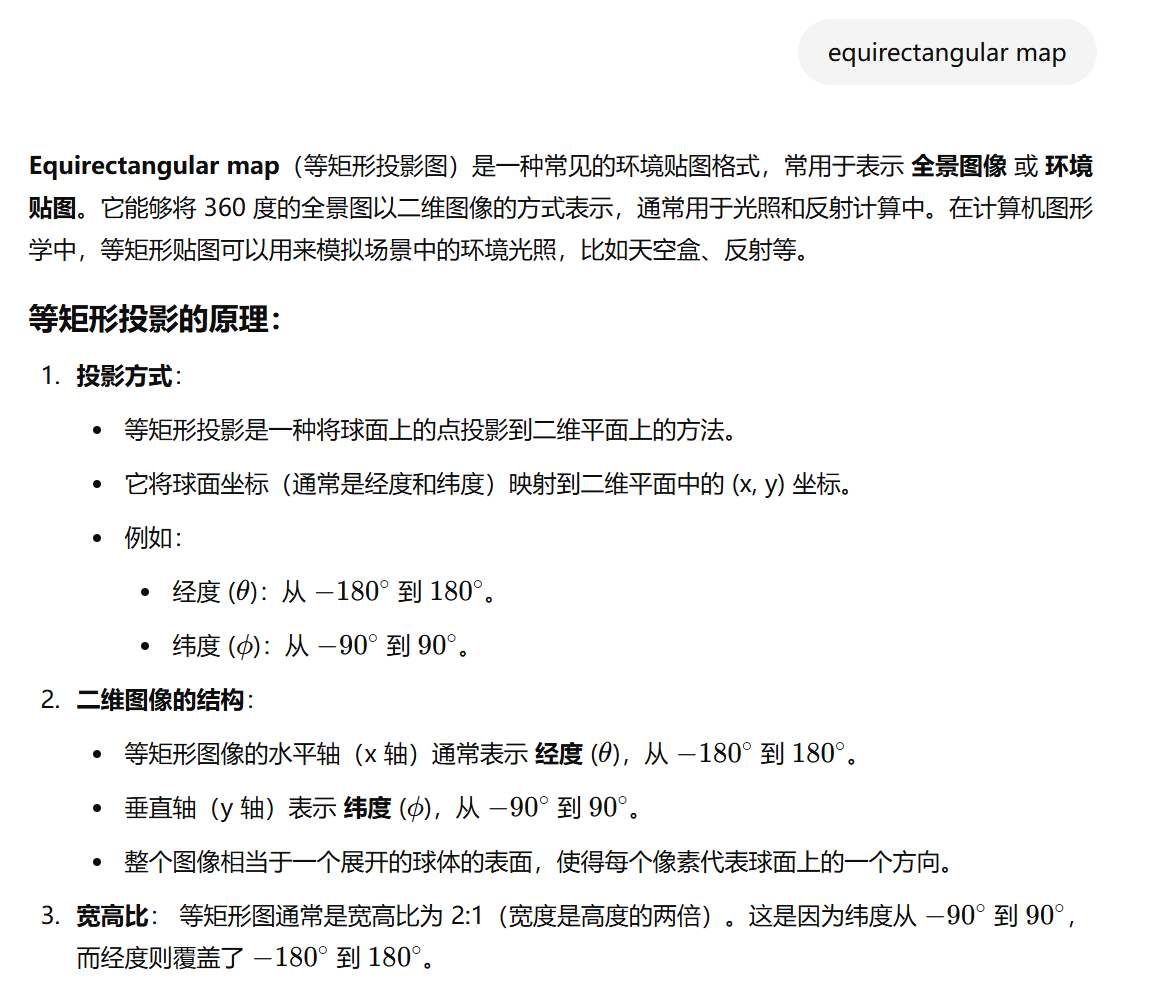 equirectangular map
Equirectangular map（等矩形投影图）是一种常见的环境贴图格式，常用于表示 全景图像 或 环境
贴图。它能够将 360 度的全景图以二维图像的方式表示，通常用于光照和反射计算中。在计算机图形
学中，等矩形贴图可以用来模拟场景中的环境光照，比如天空盒、反射等。
等矩形投影的原理：
1. 投影方式：
• 等矩形投影是一种将球面上的点投影到二维平面上的方法。
• 它将球面坐标（通常是经度和纬度）映射到二维平面中的 (x, y) 坐标。
• 例如：
• 经度 (θ)：从 −180° 到 180°。
• 纬度 (ϕ)：从 −90° 到 90°。
2. 二维图像的结构：
• 等矩形图像的水平轴（x 轴）通常表示 经度 (θ)，从 −180° 到 180°。
• 垂直轴（y 轴）表示 纬度 (ϕ)，从 −90° 到 90°。
• 整个图像相当于一个展开的球体的表面，使得每个像素代表球面上的一个方向。
3. 宽高比： 等矩形图通常是宽高比为 2:1（宽度是高度的两倍）。这是因为纬度从 −90° 到 90°，
而经度则覆盖了 −180° 到 180°。